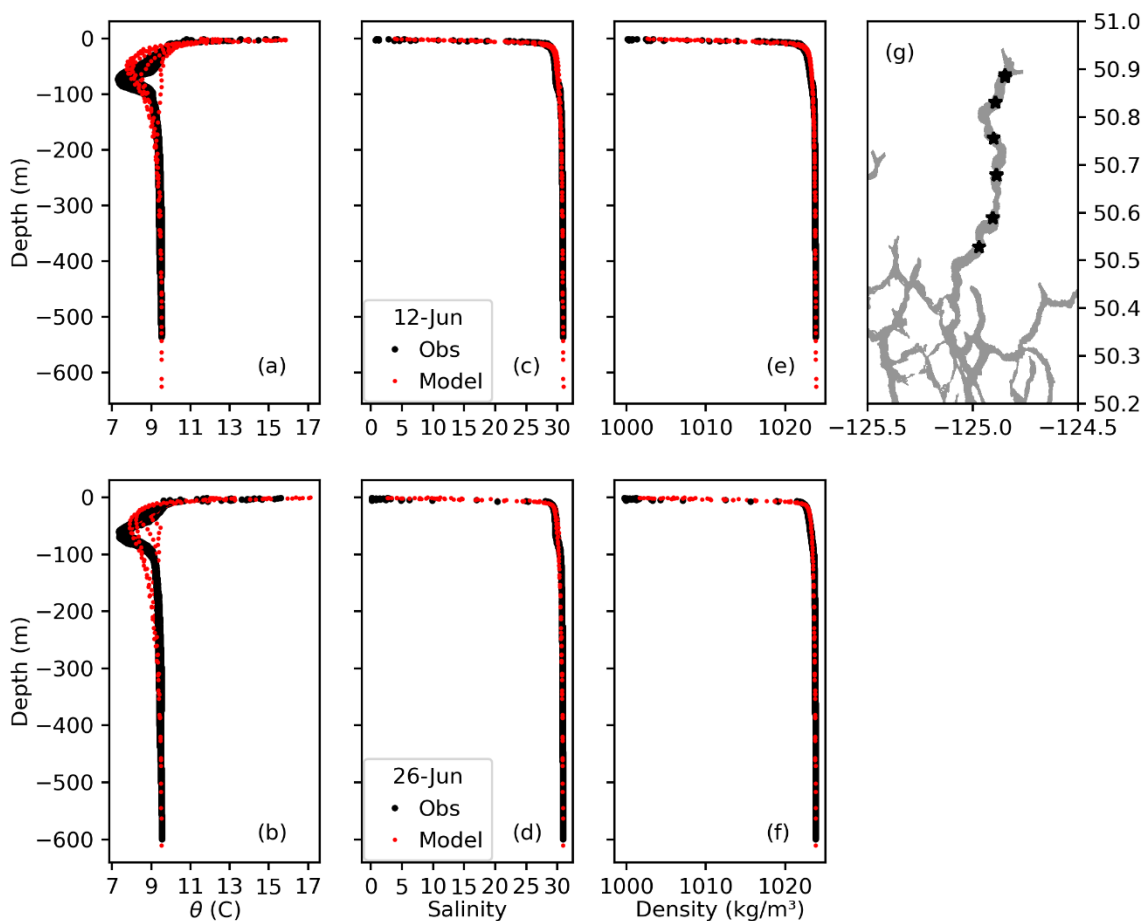 0
−100
−200
−300
−400
−500
−600
Depth (m)
7 9 11 13 15 17
(a)
0 5 10 15 20 25 30
12-Jun
Obs
Model
(c)
1000 1020
(e)
(g)
51.0
50.9
50.8
50.7
50.6
50.5
50.4
50.3
50.2
−125.5 −125.0 −124.5
0
−100
−200
−300
−400
−500
−600
Depth (m)
7 9 11 13 15 17
θ (C)
(b)
0 5 10 15 20 25 30
Salinity
26-Jun
Obs
Model
(d)
1000 1020
Density (kg/m³)
(f)